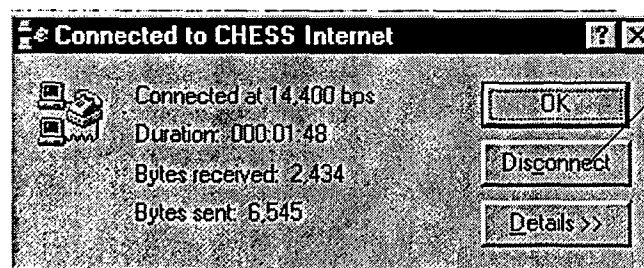 Connected to CHESS Internet
Connected at 14,400 bps
Duration: 000:01:48
Bytes received: 2,434
Bytes sent: 6,545
OK
Disconnect
Details >>